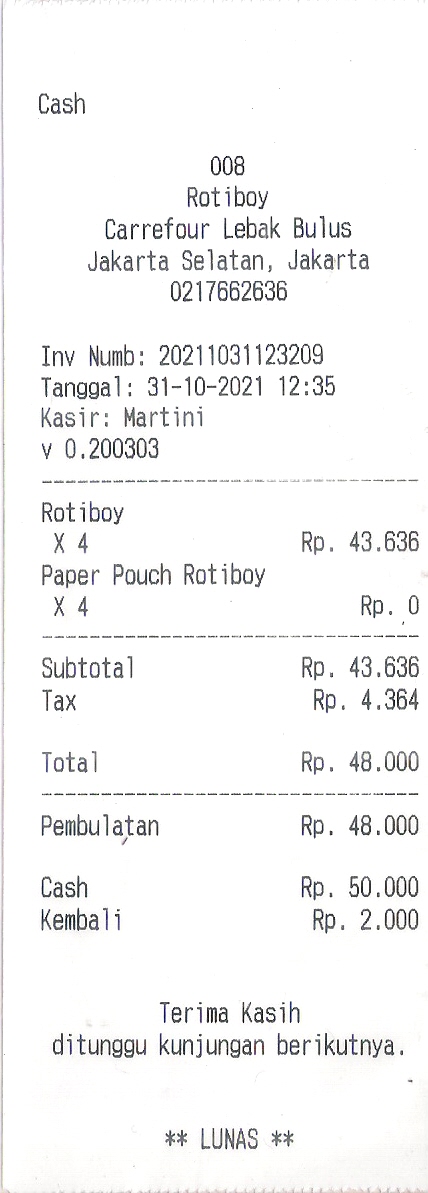 Cash
008
Rotiboy
Carrefour Lebak Bulus
Jakarta Selatan, Jakarta
0217662636
Inv Numb: 20211031123209
Tanggal: 31-10-2021 12:35
Kasir: Martini
v 0.200303
--------------------------------
Rotiboy
X 4 Rp. 43.636
Paper Pouch Rotiboy
X 4 Rp. 0
--------------------------------
Subtotal Rp. 43.636
Tax Rp. 4.364
Total Rp. 48.000
--------------------------------
Pembulatan Rp. 48.000
Cash Rp. 50.000
Kembali Rp. 2.000
Terima Kasih
ditunggu kunjungan berikutnya.
** LUNAS **